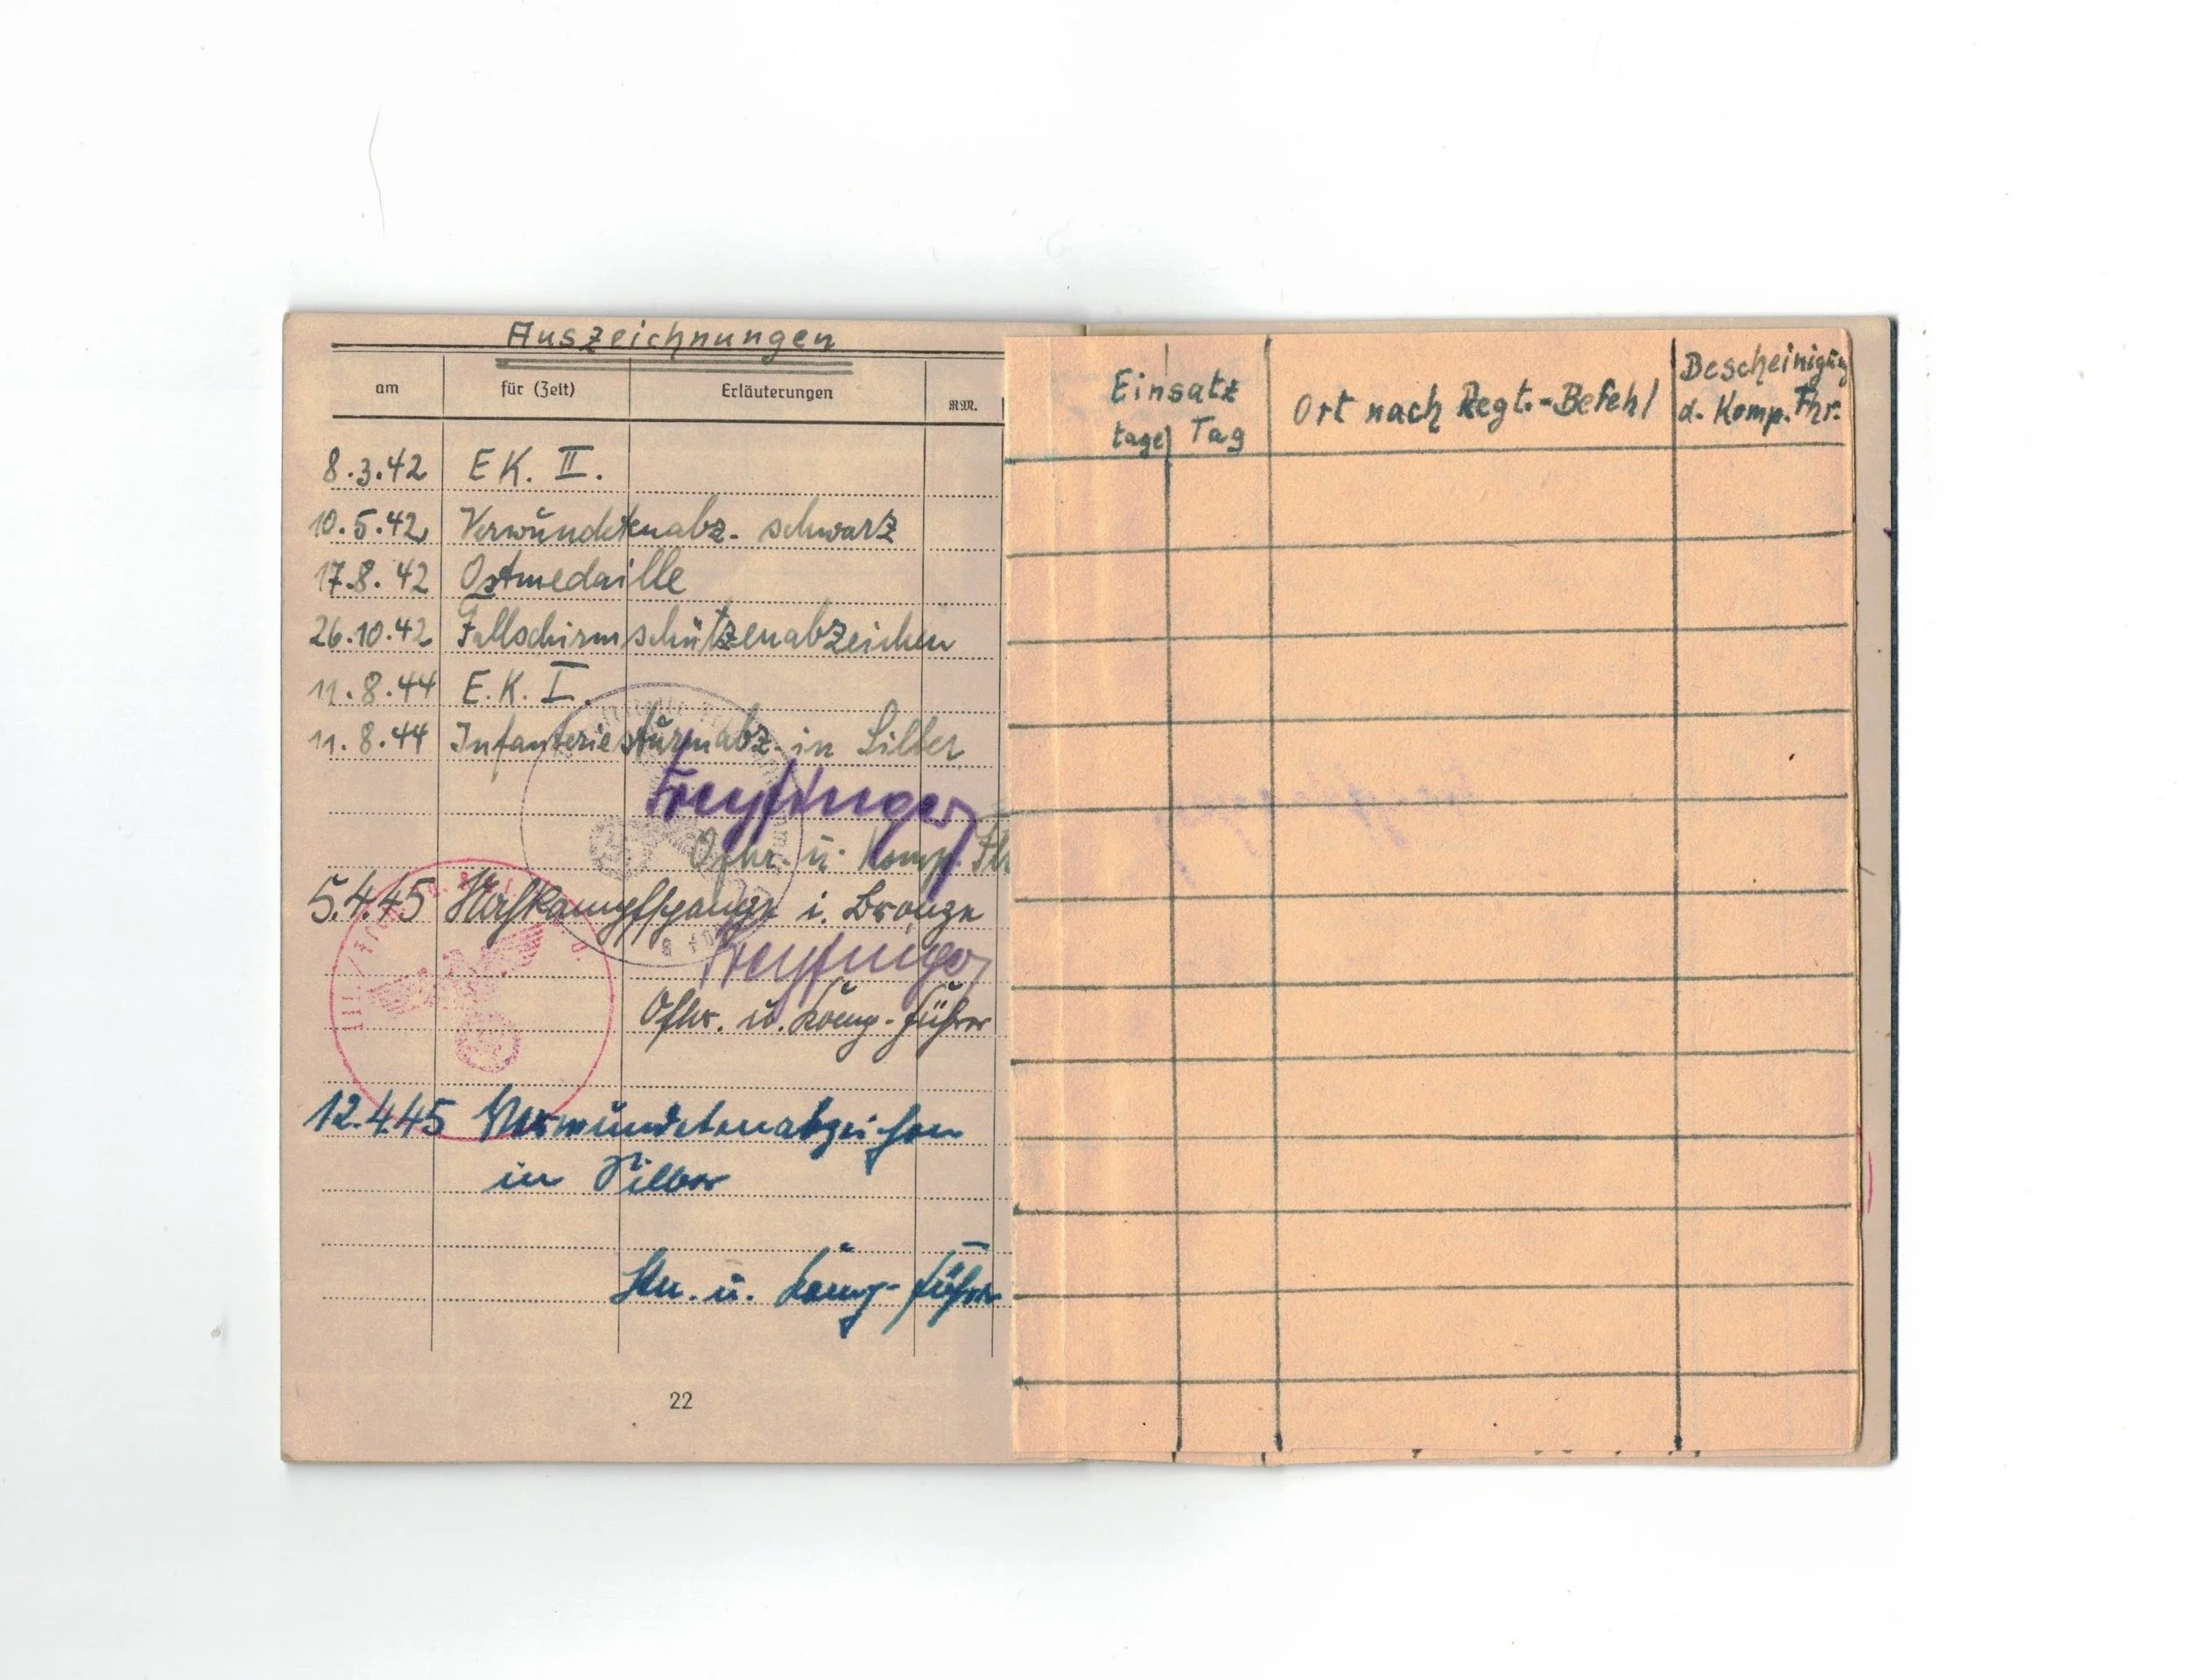 Auszeichnungen
am für (Zeit) Erläuterungen RM.
8.3.42 EK. II.
10.5.42 Verwundetenabz. schwarz
17.8.42 Ostmedaille
26.10.42 Fallschirmschützenabzeichen
11.8.44 E.K. I.
11.8.44 Infanteriesturmabz. in Silber
Ofhr. u. Komp.
5.4.45 Nahkampfspange i. Bronze
Ofhr. u. Komp.-Führer
12.4.45 Verwundetenabzeichen
in Silber
u. Komp.-Führer
22
Einsatz
tage Tag
Ort nach Regt.-Befehl
Bescheinigung
d. Komp. Fhr.